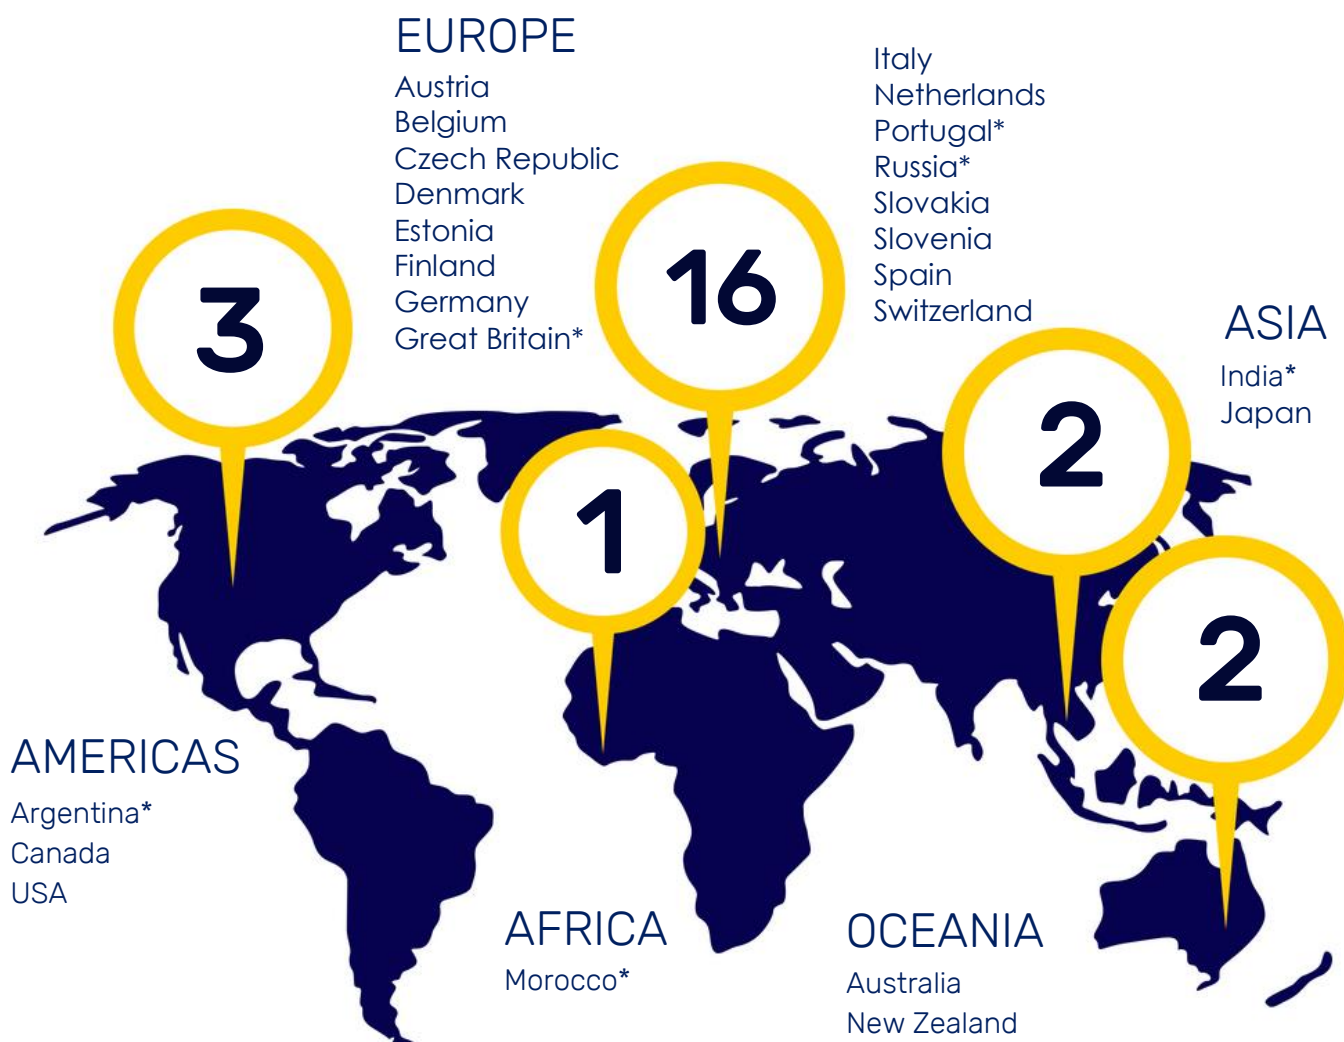 EUROPE
Austria
Belgium
Czech Republic
Denmark
Estonia
Finland
Germany
Great Britain*
Italy
Netherlands
Portugal*
Russia*
Slovakia
Slovenia
Spain
Switzerland
16
3
ASIA
India*
Japan
2
1
2
AMERICAS
Argentina*
Canada
USA
AFRICA
Morocco*
OCEANIA
Australia
New Zealand